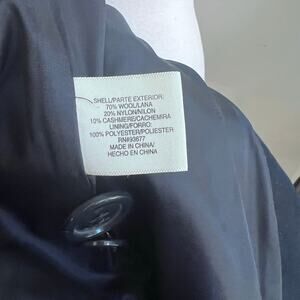 SHELL/PARTE EXTERIOR:
70% WOOL/LANA
20% NYLON/NILON
10% CASHMERE/CACHEMIRA
LINING/FORRO:
100% POLYESTER/POLIESTER
RN#93677
MADE IN CHINA/
HECHO EN CHINA